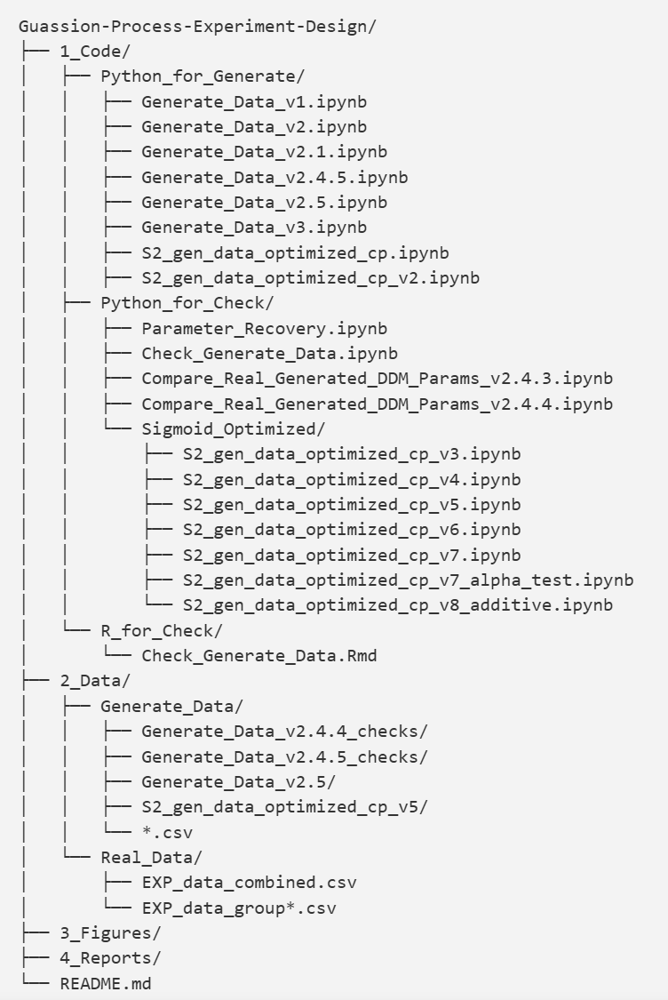 Guassion-Process-Experiment-Design/
├── 1_Code/
│   ├── Python_for_Generate/
│   │   ├── Generate_Data_v1.ipynb
│   │   ├── Generate_Data_v2.ipynb
│   │   ├── Generate_Data_v2.1.ipynb
│   │   ├── Generate_Data_v2.4.5.ipynb
│   │   ├── Generate_Data_v2.5.ipynb
│   │   ├── Generate_Data_v3.ipynb
│   │   ├── S2_gen_data_optimized_cp.ipynb
│   │   ├── S2_gen_data_optimized_cp_v2.ipynb
│   ├── Python_for_Check/
│   │   ├── Parameter_Recovery.ipynb
│   │   ├── Check_Generate_Data.ipynb
│   │   ├── Compare_Real_Generated_DDM_Params_v2.4.3.ipynb
│   │   ├── Compare_Real_Generated_DDM_Params_v2.4.4.ipynb
│   │   └── Sigmoid_Optimized/
│   │       ├── S2_gen_data_optimized_cp_v3.ipynb
│   │       ├── S2_gen_data_optimized_cp_v4.ipynb
│   │       ├── S2_gen_data_optimized_cp_v5.ipynb
│   │       ├── S2_gen_data_optimized_cp_v6.ipynb
│   │       ├── S2_gen_data_optimized_cp_v7.ipynb
│   │       ├── S2_gen_data_optimized_cp_v7_alpha_test.ipynb
│   │       └── S2_gen_data_optimized_cp_v8_additive.ipynb
│   └── R_for_Check/
│       └── Check_Generate_Data.Rmd
├── 2_Data/
│   ├── Generate_Data/
│   │   ├── Generate_Data_v2.4.4_checks/
│   │   ├── Generate_Data_v2.4.5_checks/
│   │   ├── Generate_Data_v2.5/
│   │   ├── S2_gen_data_optimized_cp_v5/
│   │   └── *.csv
│   └── Real_Data/
│       ├── EXP_data_combined.csv
│       └── EXP_data_group*.csv
├── 3_Figures/
├── 4_Reports/
└── README.md